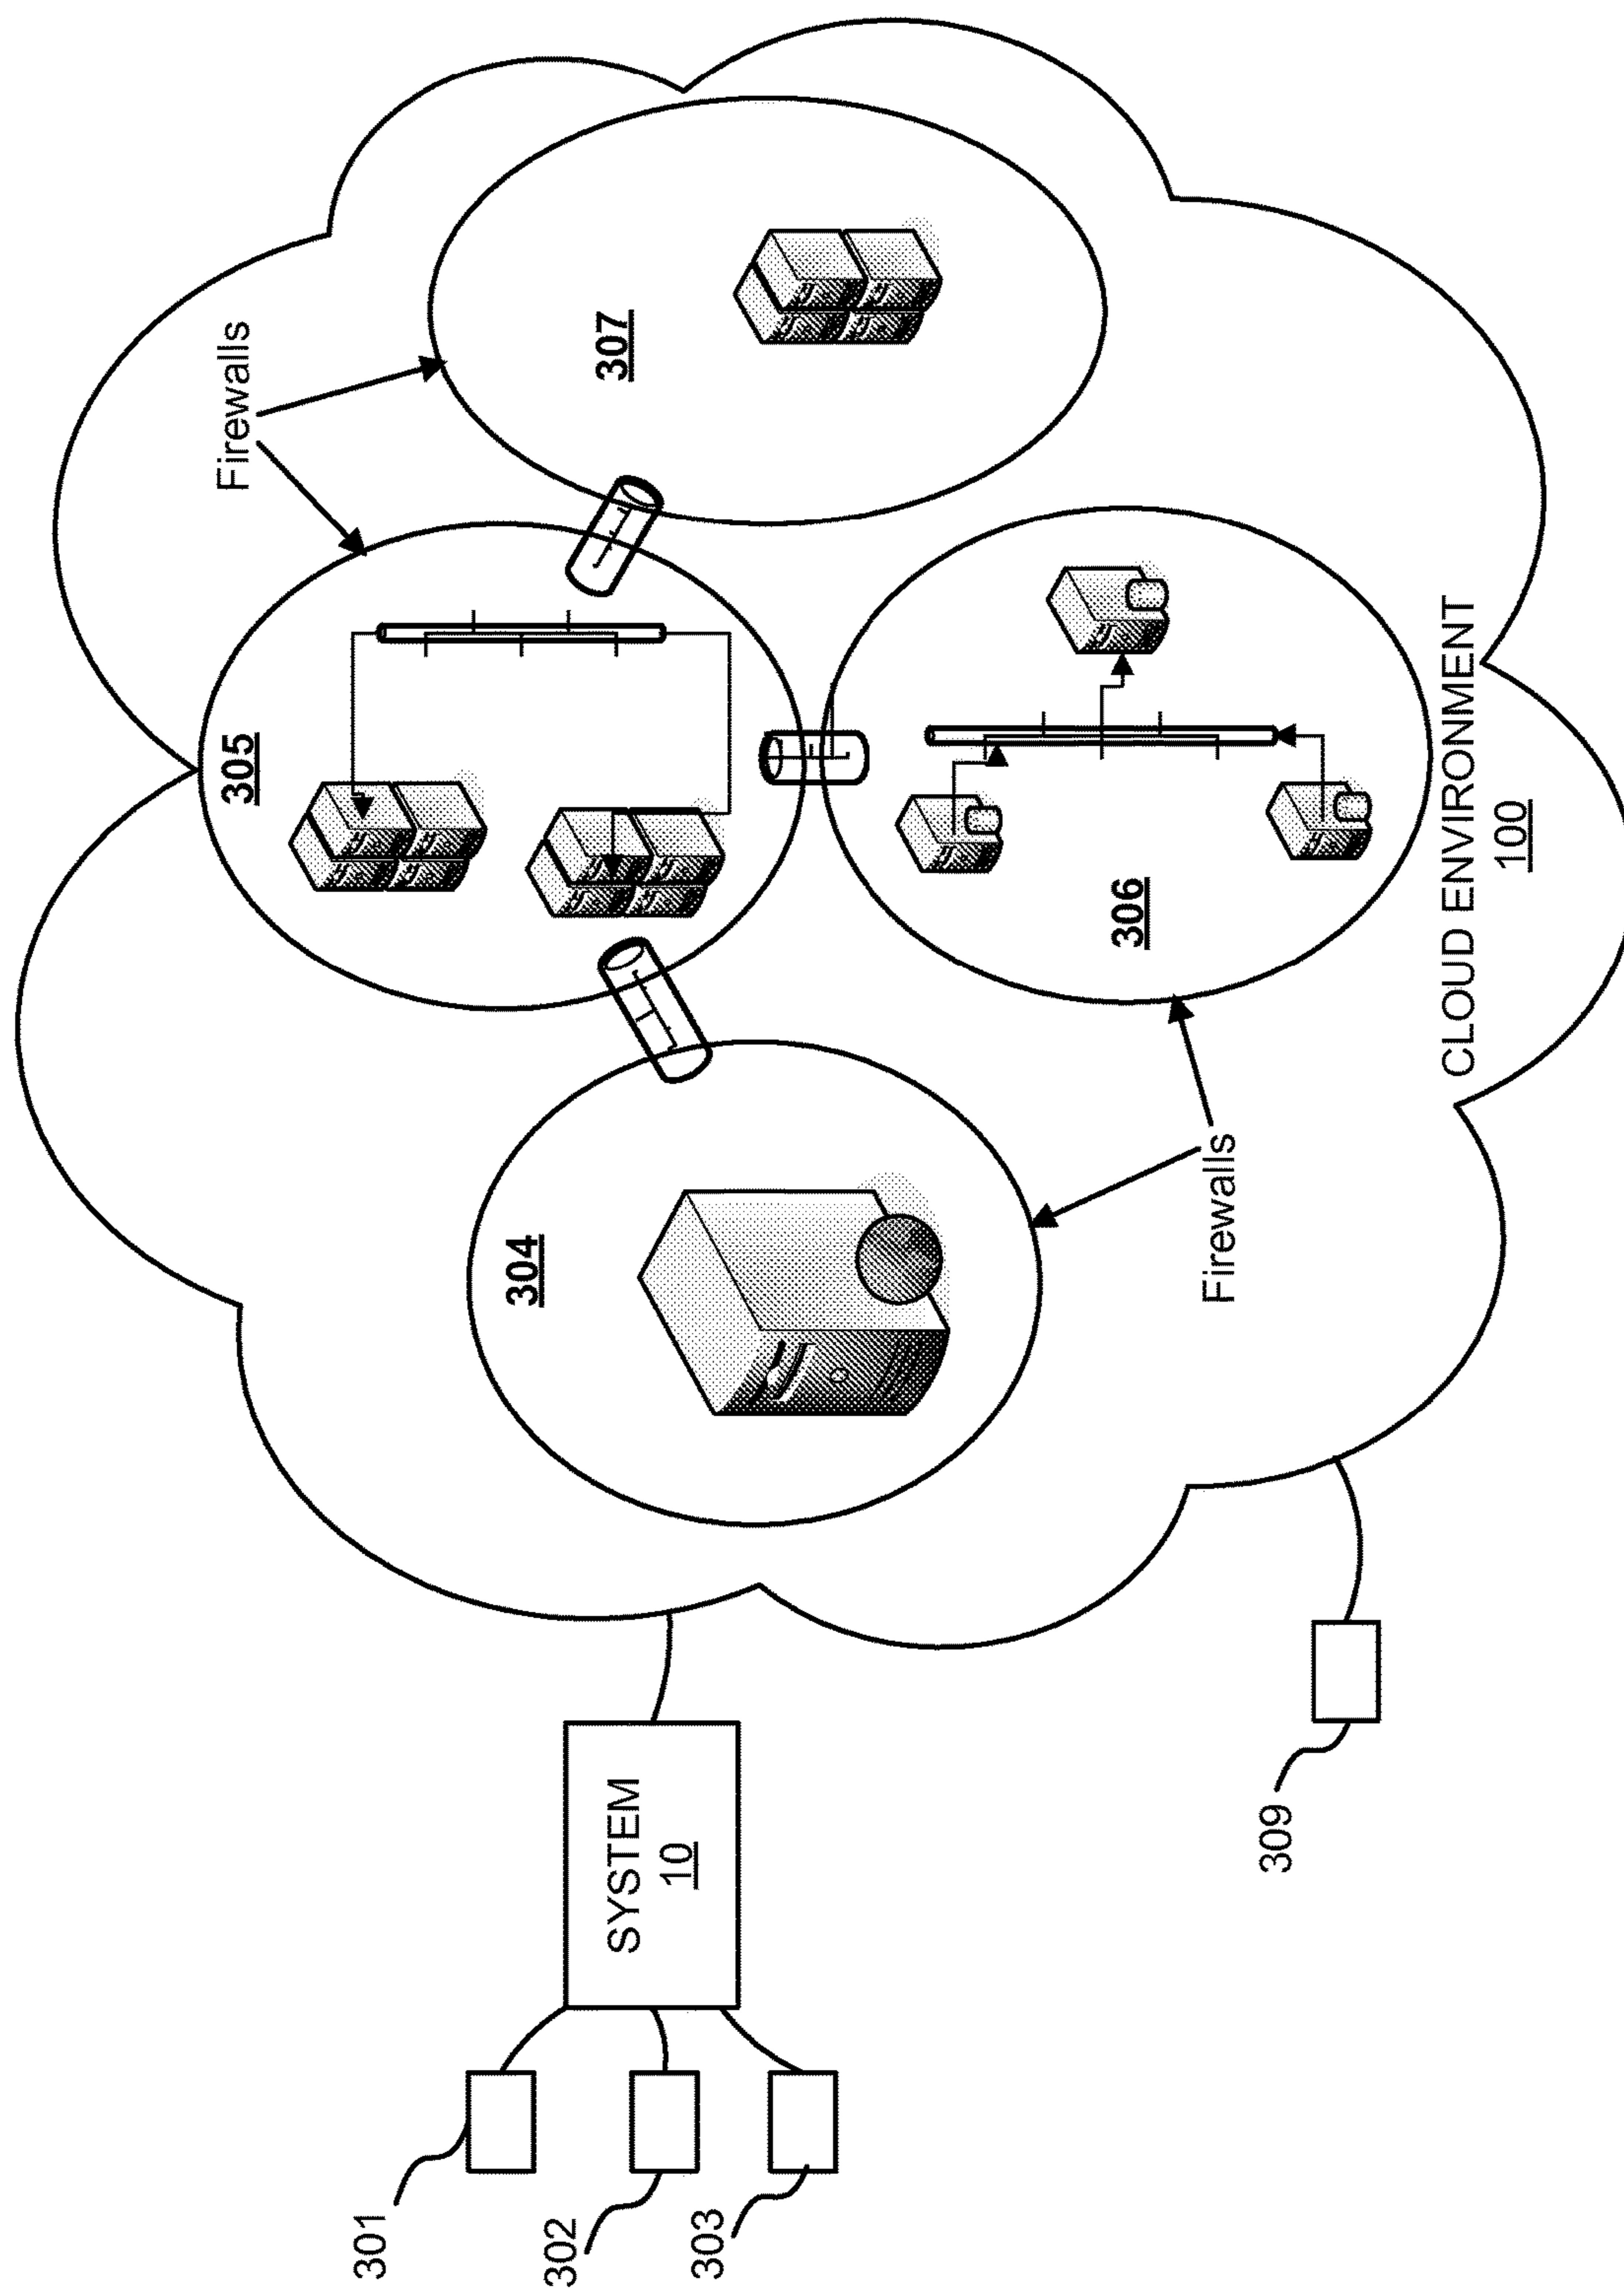 Firewalls
305
307
304
306
Firewalls
CLOUD ENVIRONMENT
100
301
302
303
SYSTEM
10
309